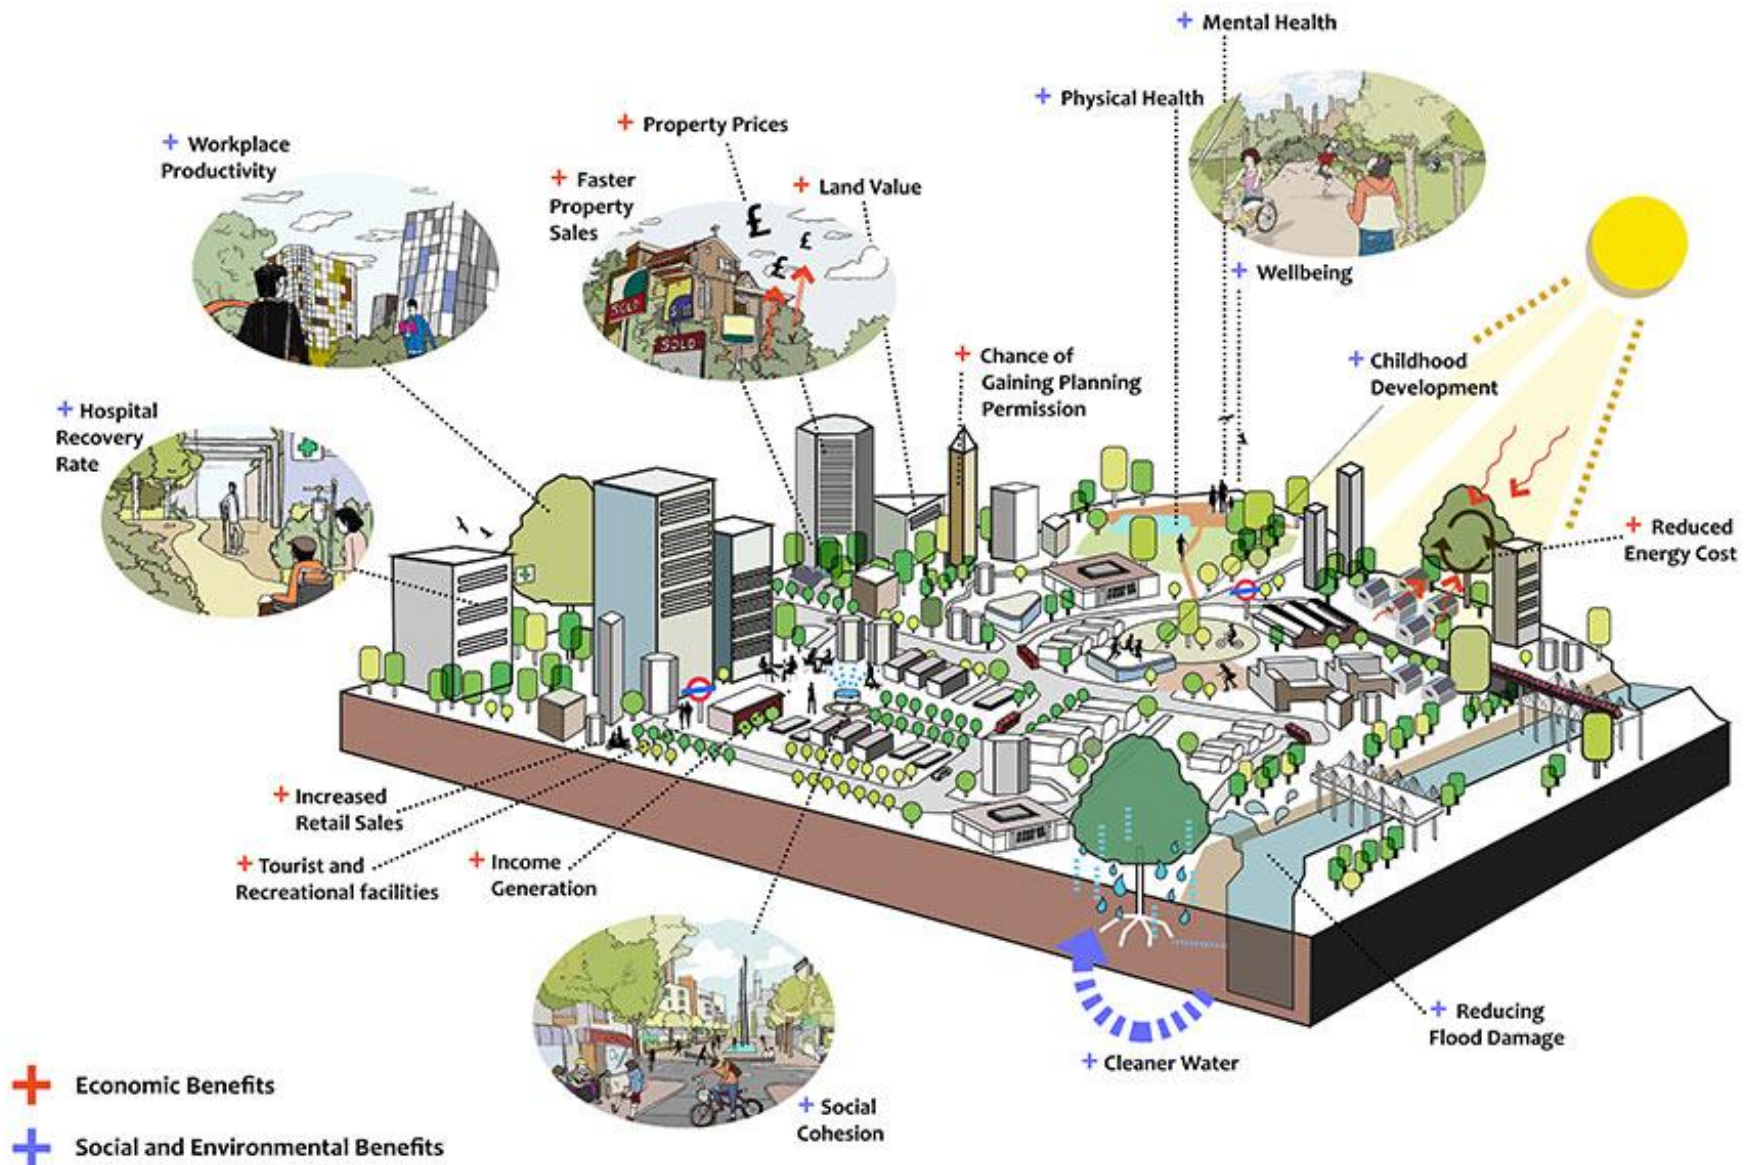 + Mental Health
+ Physical Health
+ Property Prices
+ Workplace
Productivity
+ Faster
Property
Sales
+ Land Value
£
£
£
SOLD
SOLD
+ Wellbeing
+ Chance of
Gaining Planning
Permission
+ Childhood
Development
+ Hospital
Recovery
Rate
+ Reduced
Energy Cost
+ Increased
Retail Sales
+ Tourist and
Recreational facilities
+ Income
Generation
+ Reducing
Flood Damage
+ Cleaner Water
+ Social
Cohesion
+ Economic Benefits
+ Social and Environmental Benefits